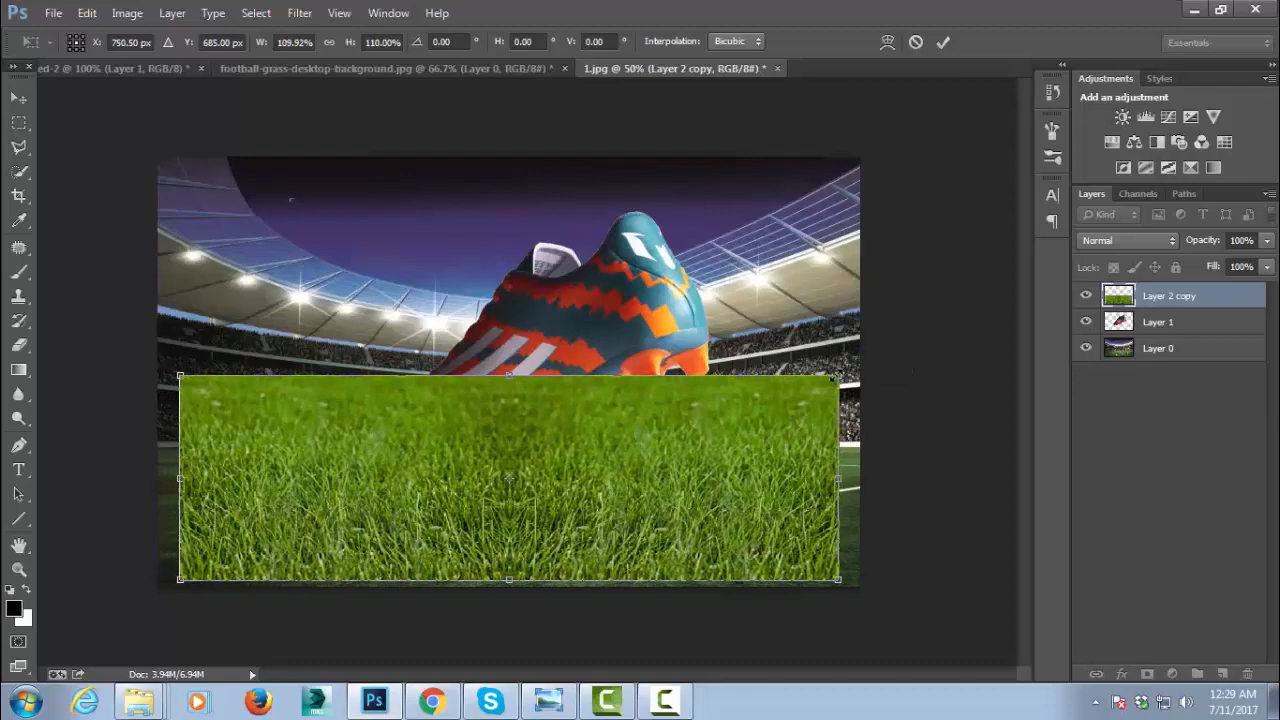 Ps File Edit Image Layer Type Select Filter View Window Help
X: 750.50 px Y: 685.00 px W: 109.92% H: 110.00% 0.00 ° H: 0.00 ° V: 0.00 ° Interpolation: Bicubic Essentials
ed-2 @ 100% (Layer 1, RGB/8) * × football-grass-desktop-background.jpg @ 66.7% (Layer 0, RGB/8#) * × 1.jpg @ 50% (Layer 2 copy, RGB/8#) * ×
Adjustments Styles
Add an adjustment
Layers Channels Paths
Kind
Normal Opacity: 100%
Lock: Fill: 100%
Layer 2 copy
Layer 1
Layer 0
Doc: 3.94M/6.94M
12:29 AM
7/11/2017